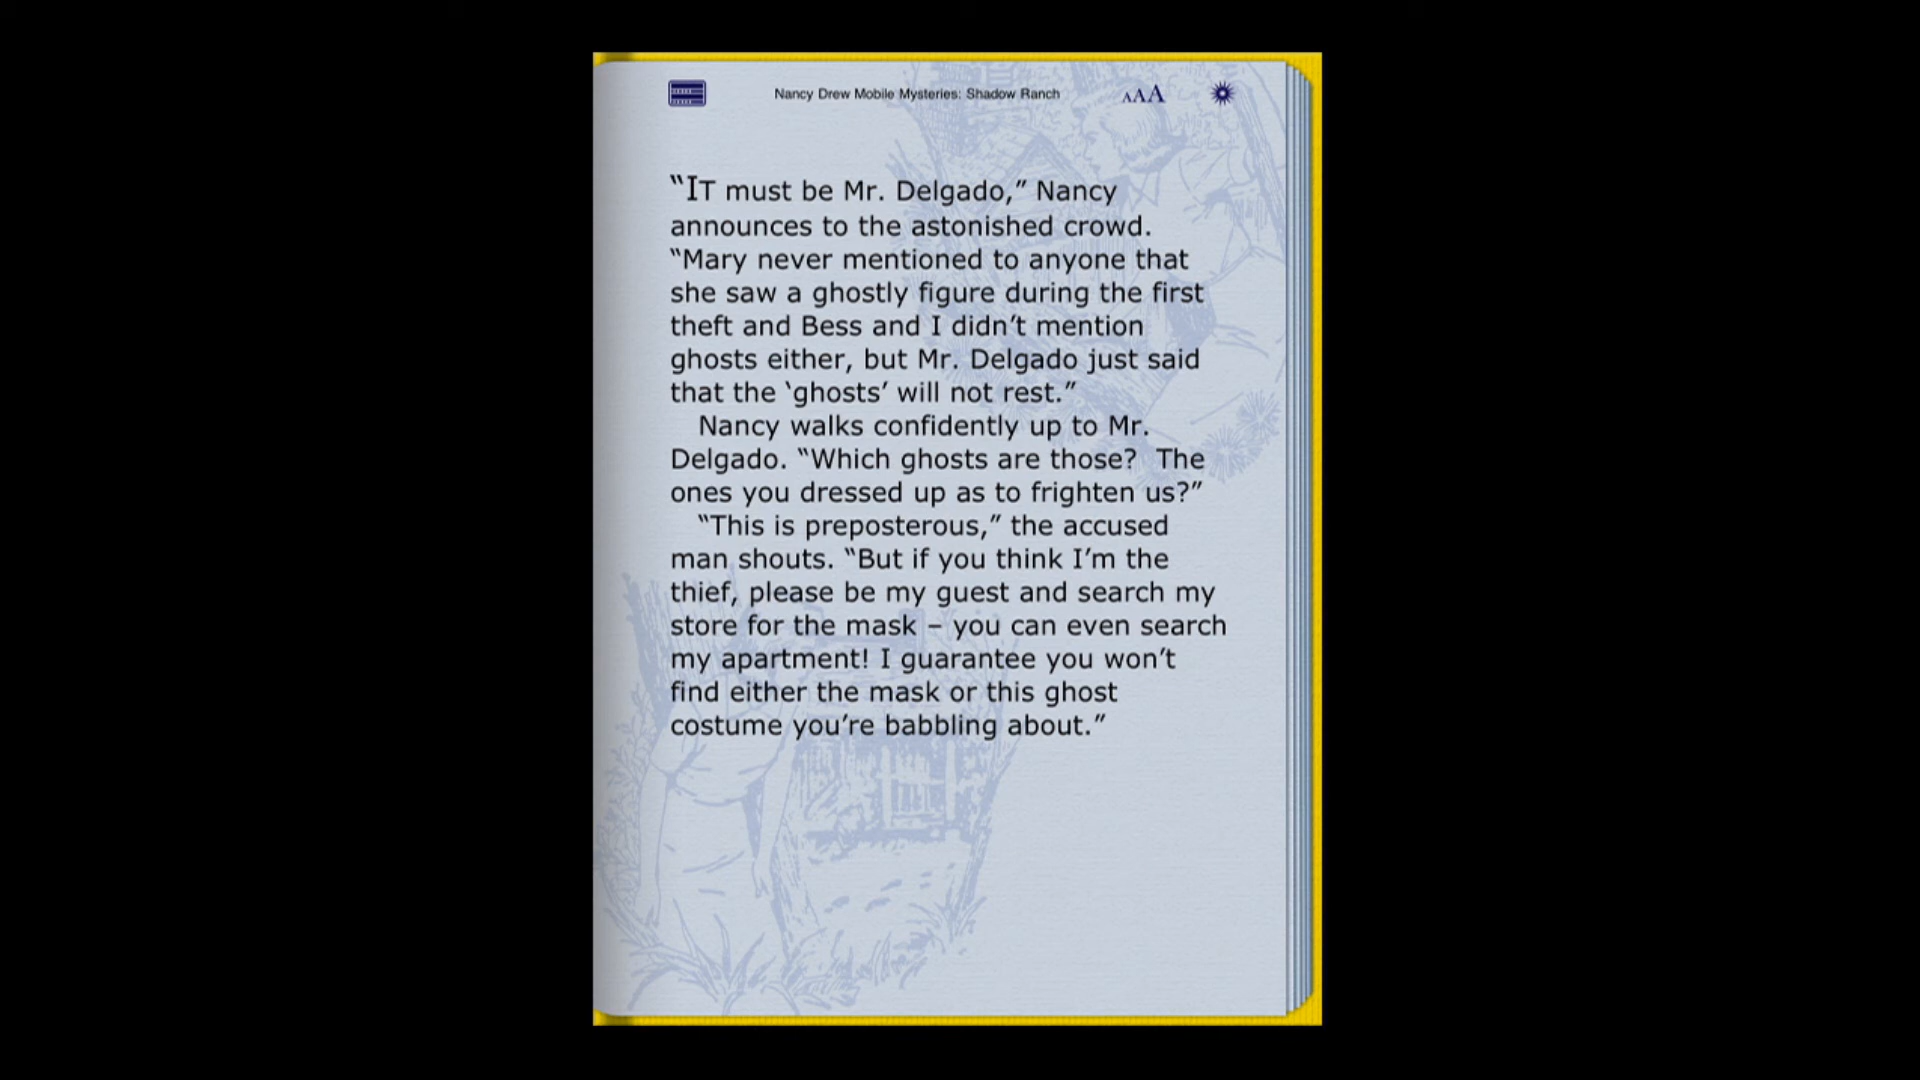 Nancy Drew Mobile Mysteries: Shadow Ranch
AAA
“IT must be Mr. Delgado,” Nancy
announces to the astonished crowd.
“Mary never mentioned to anyone that
she saw a ghostly figure during the first
theft and Bess and I didn’t mention
ghosts either, but Mr. Delgado just said
that the ‘ghosts’ will not rest.”
Nancy walks confidently up to Mr.
Delgado. “Which ghosts are those?  The
ones you dressed up as to frighten us?”
“This is preposterous,” the accused
man shouts. “But if you think I’m the
thief, please be my guest and search my
store for the mask – you can even search
my apartment! I guarantee you won’t
find either the mask or this ghost
costume you’re babbling about.”